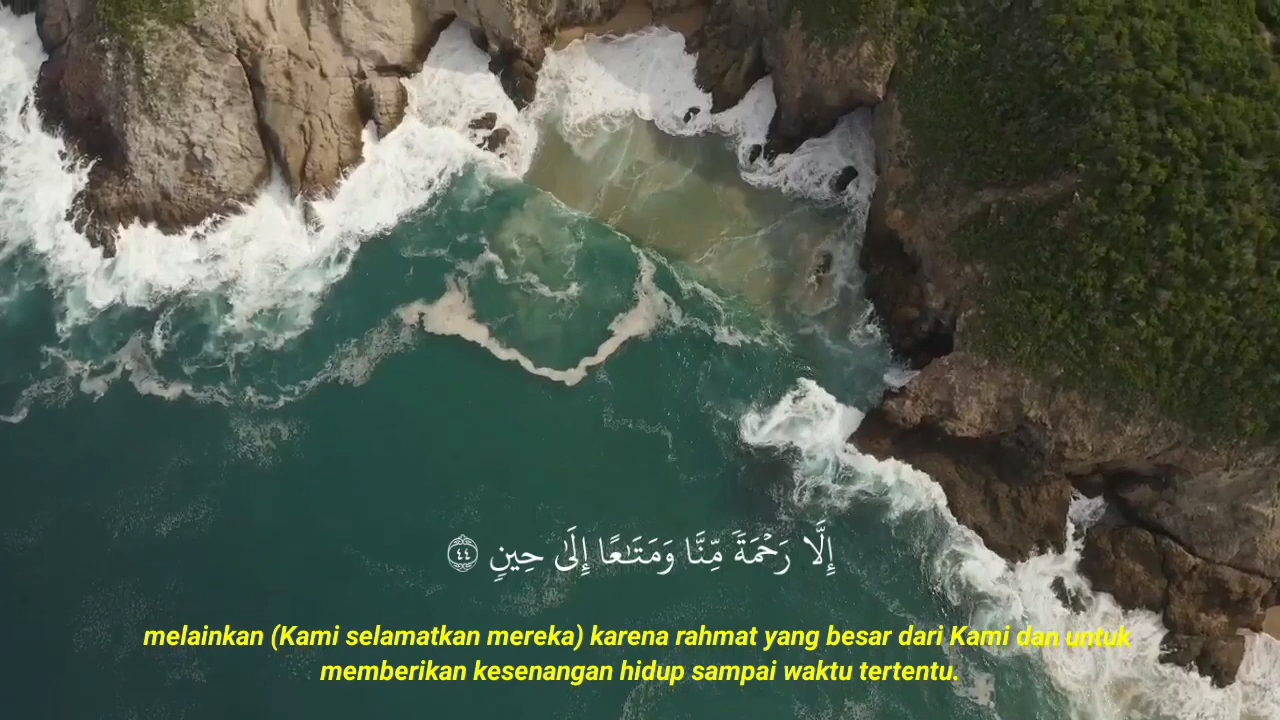 إِلَّا رَحْمَةً مِّنَّا وَمَتَـٰعًا إِلَىٰ حِينٍ ٤٤
melainkan (Kami selamatkan mereka) karena rahmat yang besar dari Kami dan untuk
memberikan kesenangan hidup sampai waktu tertentu.